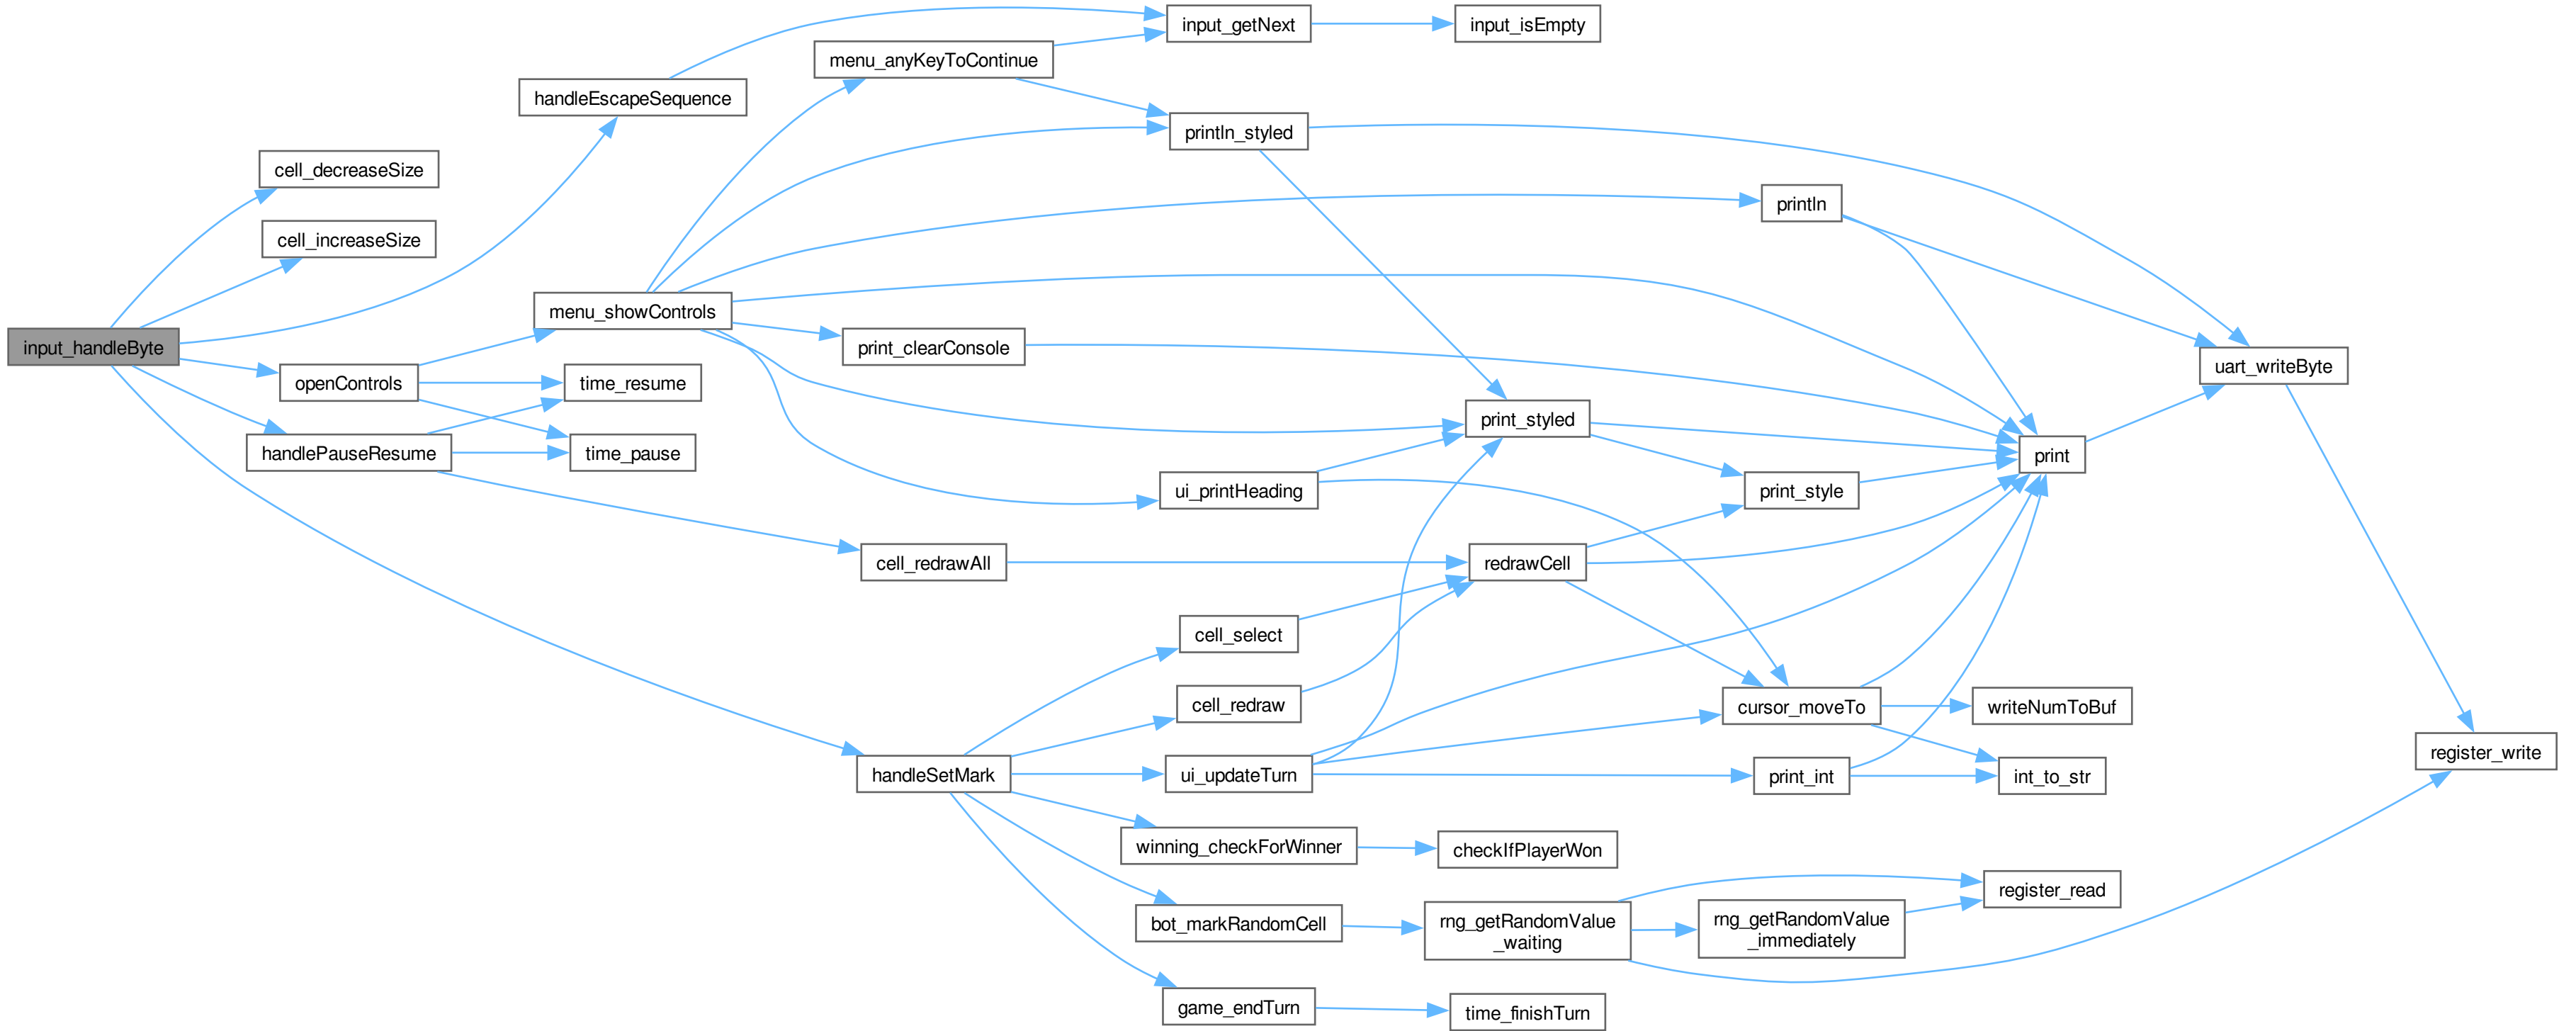 input_handleByte
cell_decreaseSize
cell_increaseSize
handleEscapeSequence
openControls
handlePauseResume
menu_showControls
time_resume
time_pause
menu_anyKeyToContinue
print_clearConsole
cell_redrawAll
handleSetMark
input_getNext
input_isEmpty
println_styled
println
print_styled
ui_printHeading
print_style
print
uart_writeByte
redrawCell
cell_select
cell_redraw
cursor_moveTo
writeNumToBuf
ui_updateTurn
print_int
int_to_str
register_write
winning_checkForWinner
checkIfPlayerWon
bot_markRandomCell
rng_getRandomValue
_waiting
rng_getRandomValue
_immediately
register_read
game_endTurn
time_finishTurn